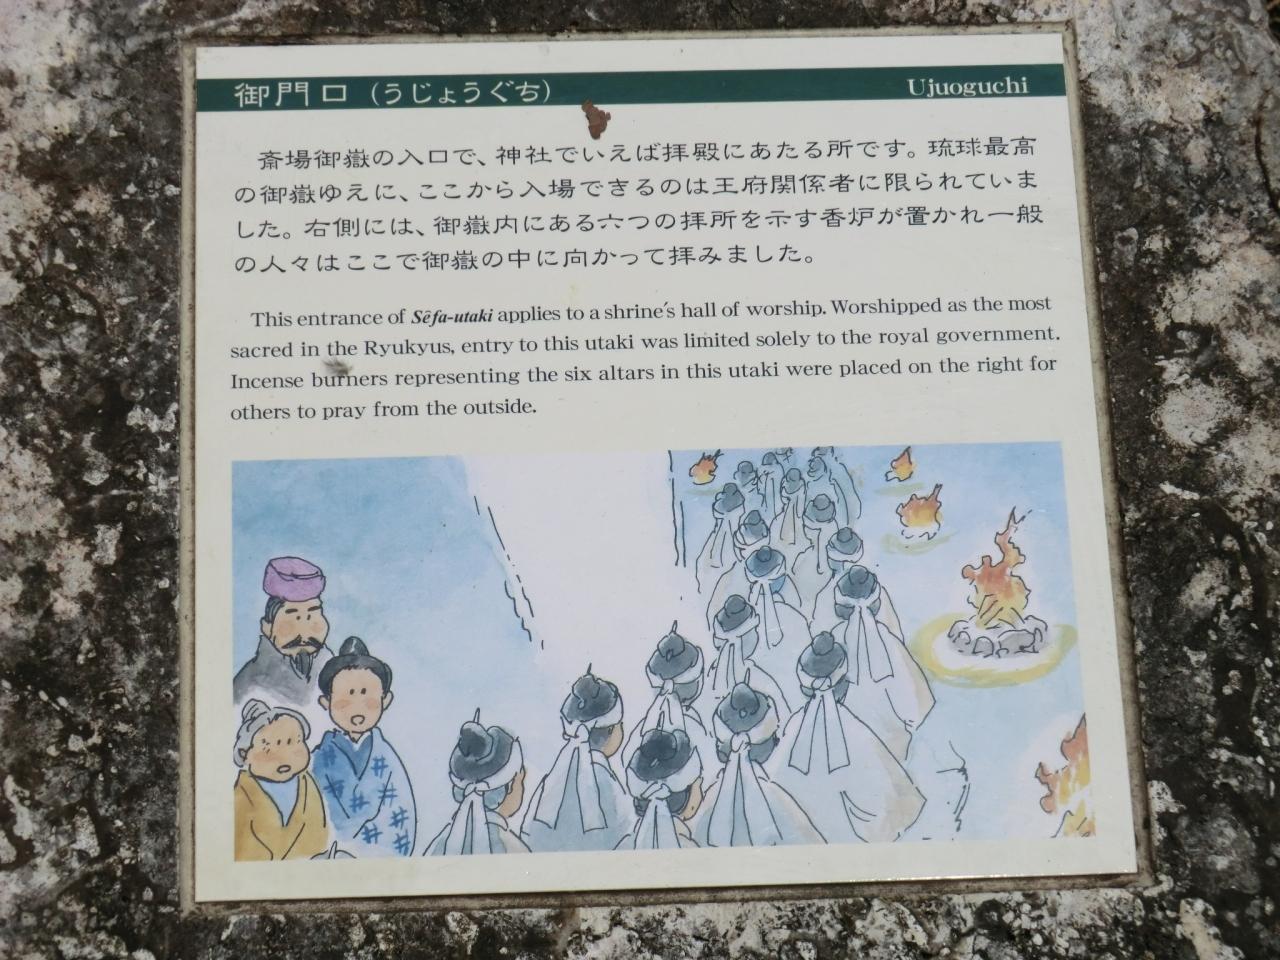 御門口(うじょうぐち)
Ujuoguchi
斎場御嶽の入口で、神社でいえば拝殿にあたる所です。琉球最高
の御嶽ゆえに、ここから入場できるのは王府関係者に限られていま
した。右側には、御嶽内にある六つの拝所を示す香炉が置かれ一般
の人々はここで御嶽の中に向かって拝みました。
This entrance of Sêfa-utaki applies to a shrine's hall of worship. Worshipped as the most
sacred in the Ryukyus, entry to this utaki was limited solely to the royal government.
Incense burners representing the six altars in this utaki were placed on the right for
others to pray from the outside.